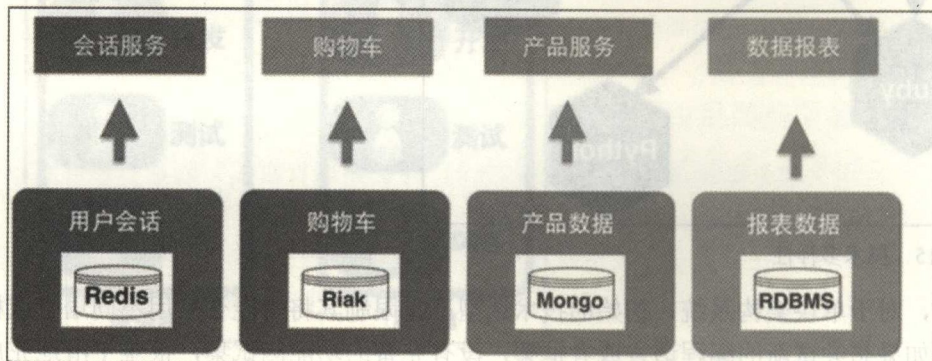 会话服务
购物车
产品服务
数据报表
用户会话
购物车
产品数据
报表数据
Redis
Riak
Mongo
RDBMS